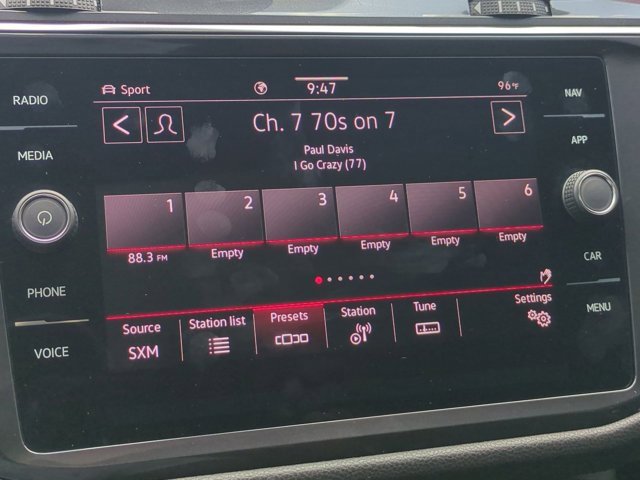 RADIO
MEDIA
PHONE
VOICE
Sport
9:47
96°F
Ch. 7 70s on 7
Paul Davis
I Go Crazy (77)
1 2 3 4 5 6
88.3 FM Empty Empty Empty Empty Empty
Source Station list Presets Station Tune Settings
SXM
NAV
APP
CAR
MENU